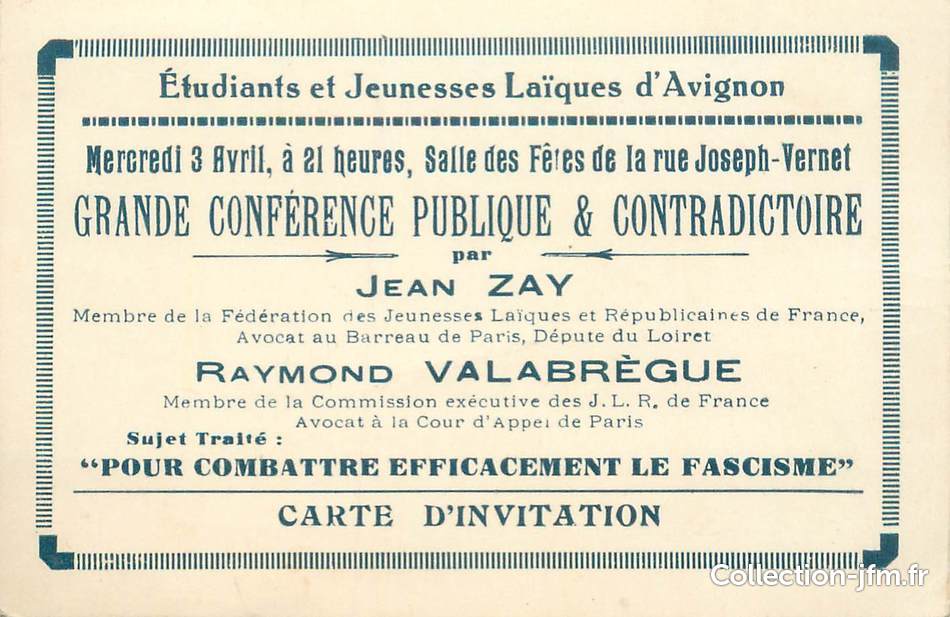 Étudiants et Jeunesses Laïques d'Avignon
Mercredi 3 Avril, à 21 heures, Salle des Fêtes de la rue Joseph-Vernet
GRANDE CONFÉRENCE PUBLIQUE & CONTRADICTOIRE
par
JEAN ZAY
Membre de la Fédération des Jeunesses Laïques et Républicaines de France,
Avocat au Barreau de Paris, Députe du Loiret
RAYMOND VALABRÈGUE
Membre de la Commission exécutive des J. L. R. de France
Avocat à la Cour d'Appel de Paris
Sujet Traité :
“POUR COMBATTRE EFFICACEMENT LE FASCISME”
CARTE D'INVITATION
Collection-jfm.fr